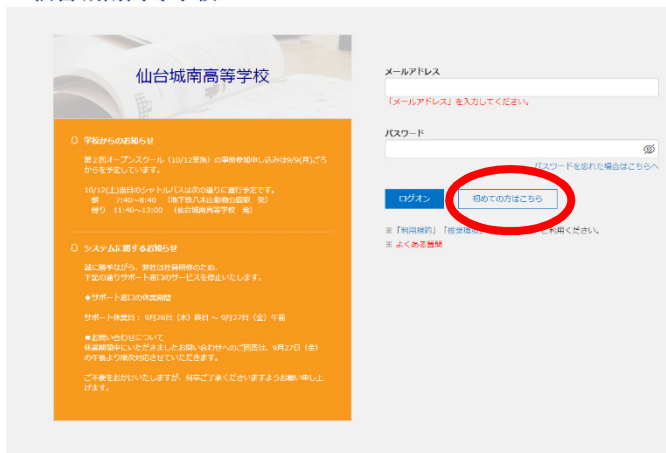 仙台城南高等学校
学校からのお知らせ
第２回オープンスクール（10/12実施）の事前参加申し込みは9/9(月)ごろ
からを予定しています。
10/12(土)当日のシャトルバスは次の通りに運行予定です。
朝　7:40~8:40　（地下鉄八木山動物公園駅　発）
帰り　11:40~13:00　（仙台城南高等学校　発）
システムに関するお知らせ
誠に勝手ながら、弊社は社員研修のため、
下記の通りサポート窓口のサービスを停止いたします。
◆サポート窓口の休業期間
サポート休業日：9月26日（木）終日 ～ 9月27日（金）午前
■お問い合わせについて
休業期間中にいただきましたお問い合わせへのご回答は、9月27日（金）
の午後より順次対応させていただきます。
ご不便をおかけいたしますが、何卒ご了承くださいますようお願い申し上
げます。
メールアドレス
「メールアドレス」を入力してください。
パスワード
パスワードを忘れた場合はこちらへ
ログオン
初めての方はこちら
※「利用規約」「推奨環境」 ご利用ください。
※ よくある質問